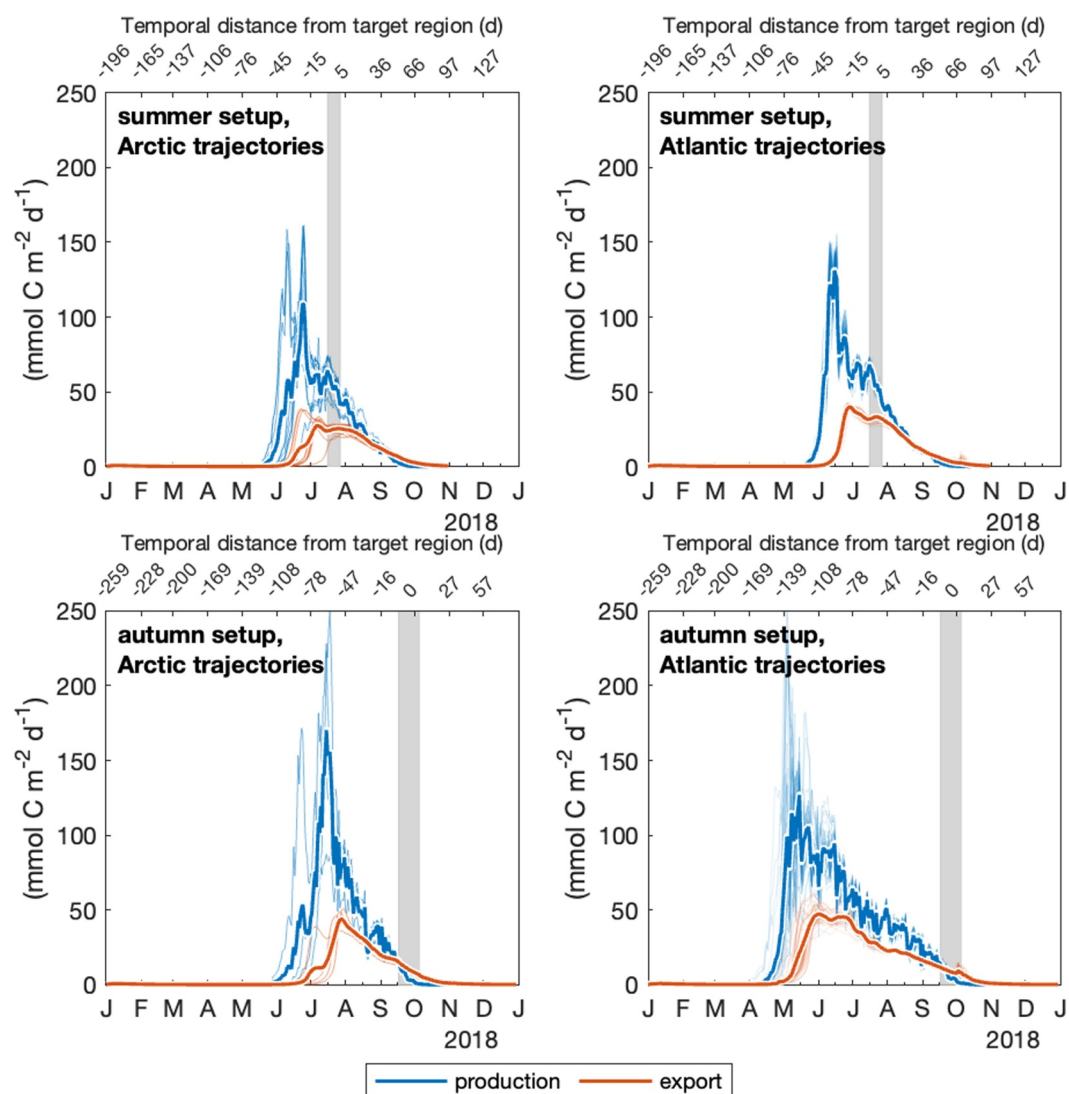 Temporal distance from target region (d)
-196 -165 -137 -106 -76 -45 -15 5 36 66 97 127
250
summer setup,
Arctic trajectories
200
150
100
50
0
(mmol C m⁻² d⁻¹)
J F M A M J J A S O N D J
2018
Temporal distance from target region (d)
-196 -165 -137 -106 -76 -45 -15 5 36 66 97 127
250
summer setup,
Atlantic trajectories
200
150
100
50
0
(mmol C m⁻² d⁻¹)
J F M A M J J A S O N D J
2018
Temporal distance from target region (d)
-259 -228 -200 -169 -139 -108 -78 -47 -16 0 27 57
250
autumn setup,
Arctic trajectories
200
150
100
50
0
(mmol C m⁻² d⁻¹)
J F M A M J J A S O N D J
2018
Temporal distance from target region (d)
-259 -228 -200 -169 -139 -108 -78 -47 -16 0 27 57
250
autumn setup,
Atlantic trajectories
200
150
100
50
0
(mmol C m⁻² d⁻¹)
J F M A M J J A S O N D J
2018
production export